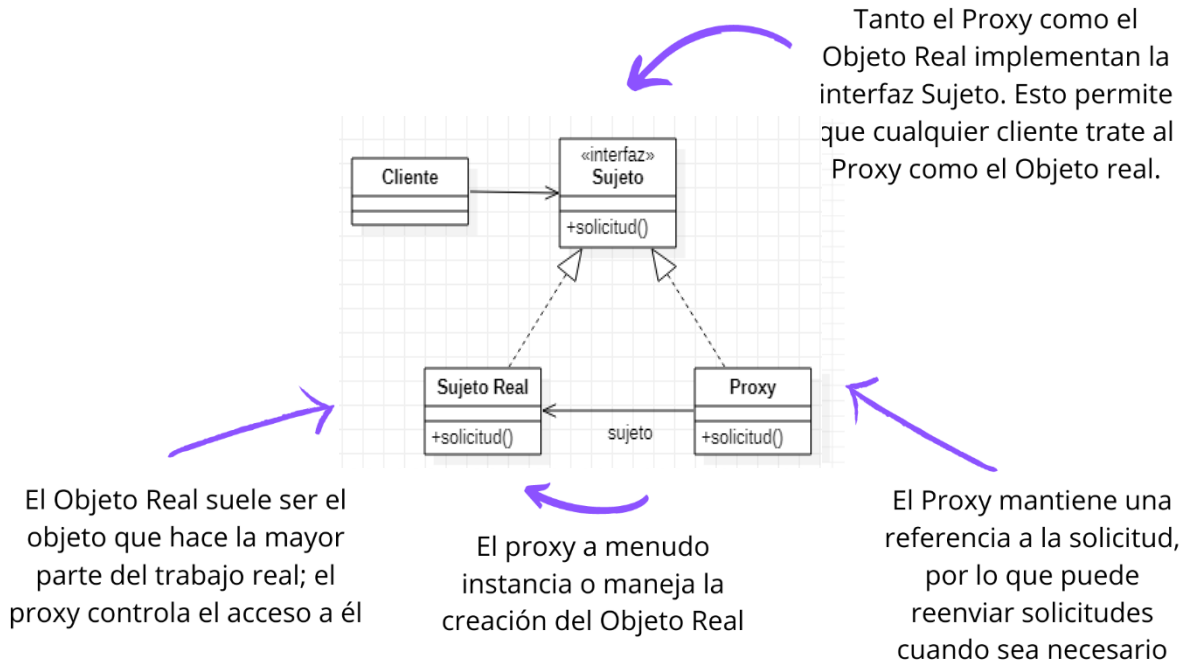 Tanto el Proxy como el
Objeto Real implementan la
interfaz Sujeto. Esto permite
que cualquier cliente trate al
Proxy como el Objeto real.
Cliente
«interfaz»
Sujeto
+solicitud()
Sujeto Real
+solicitud()
sujeto
Proxy
+solicitud()
El Objeto Real suele ser el
objeto que hace la mayor
parte del trabajo real; el
proxy controla el acceso a él
El proxy a menudo
instancia o maneja la
creación del Objeto Real
El Proxy mantiene una
referencia a la solicitud,
por lo que puede
reenviar solicitudes
cuando sea necesario